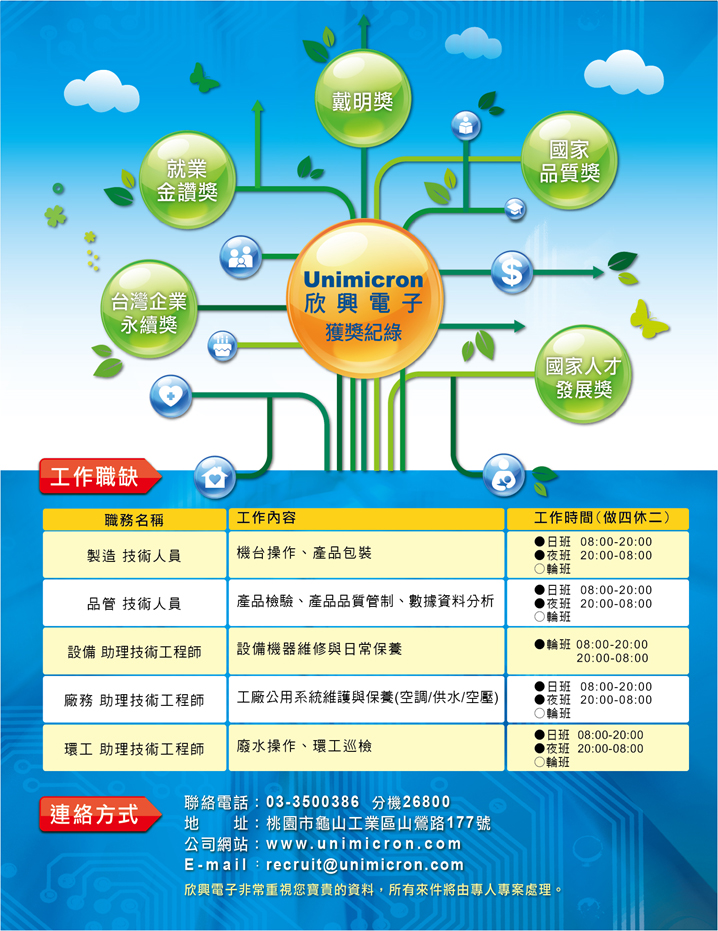 戴明獎
就業
金讚獎
國家
品質獎
Unimicron
欣興電子
獲獎紀綠
台灣企業
永續獎
$
國家人才
發展獎
工作職缺
職務名稱 工作內容 工作時間(做四休二)
製造 技術人員 機台操作、產品包裝 ●日班 08:00-20:00
●夜班 20:00-08:00
○輪班
品管 技術人員 產品檢驗、產品品質管制、數據資料分析 ●日班 08:00-20:00
●夜班 20:00-08:00
○輪班
設備 助理技術工程師 設備機器維修與日常保養 ●輪班 08:00-20:00
20:00-08:00
廠務 助理技術工程師 工廠公用系統維護與保養(空調/供水/空壓) ●日班 08:00-20:00
●夜班 20:00-08:00
○輪班
環工 助理技術工程師 廢水操作、環工巡檢 ●日班 08:00-20:00
●夜班 20:00-08:00
○輪班
連絡方式
聯絡電話：03-3500386 分機26800
地 址：桃園市龜山工業區山鶯路177號
公司網站：www.unimicron.com
E-mail：recruit@unimicron.com
欣興電子非常重視您寶貴的資料，所有來件將由專人專案處理。